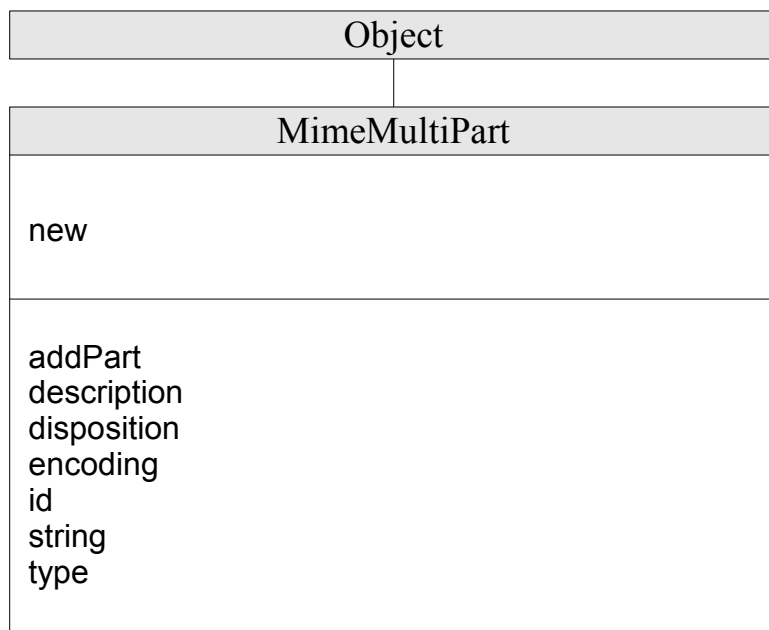 Object
MimeMultiPart
new
addPart
description
disposition
encoding
id
string
type